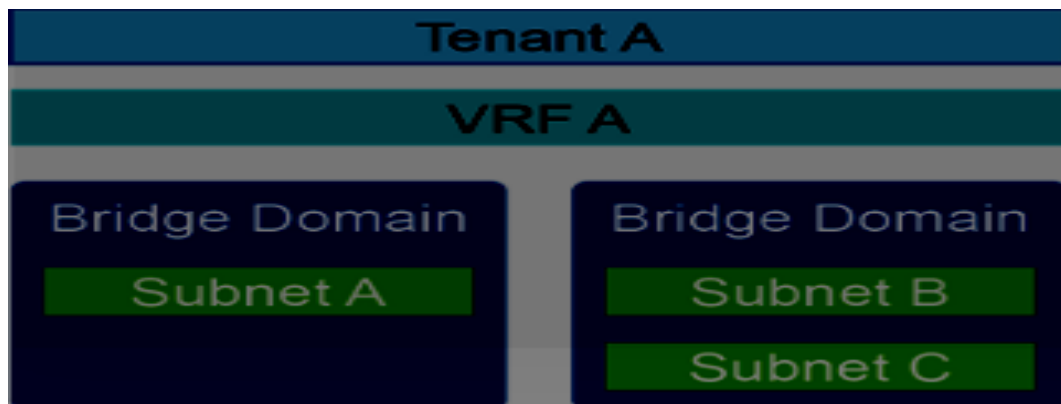 Tenant A
VRF A
Bridge Domain
Subnet A
Bridge Domain
Subnet B
Subnet C